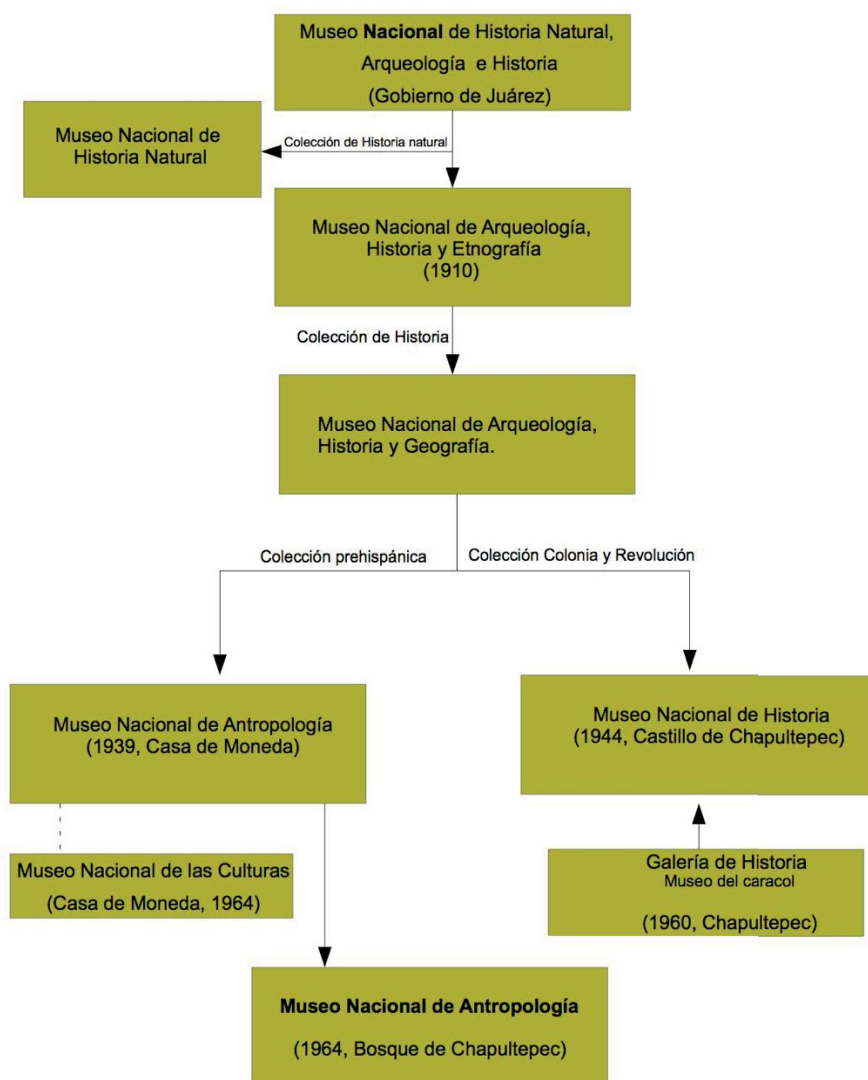 Museo Nacional de Historia Natural,
Arqueología e Historia
(Gobierno de Juárez)
Colección de Historia natural
Museo Nacional de
Historia Natural
Museo Nacional de Arqueología,
Historia y Etnografía
(1910)
Colección de Historia
Museo Nacional de Arqueología,
Historia y Geografía.
Colección prehispánica
Colección Colonia y Revolución
Museo Nacional de Antropología
(1939, Casa de Moneda)
Museo Nacional de Historia
(1944, Castillo de Chapultepec)
Museo Nacional de las Culturas
(Casa de Moneda, 1964)
Galería de Historia
Museo del caracol
(1960, Chapultepec)
Museo Nacional de Antropología
(1964, Bosque de Chapultepec)